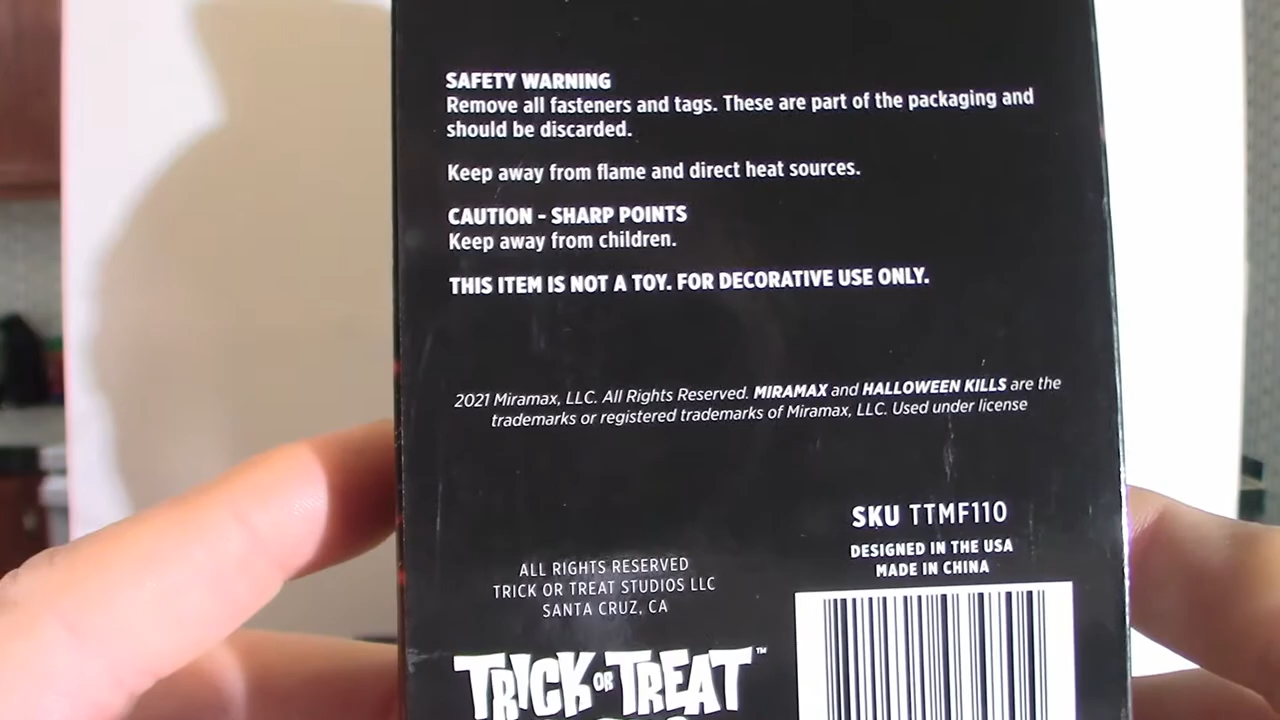 SAFETY WARNING
Remove all fasteners and tags. These are part of the packaging and
should be discarded.
Keep away from flame and direct heat sources.
CAUTION - SHARP POINTS
Keep away from children.
THIS ITEM IS NOT A TOY. FOR DECORATIVE USE ONLY.
2021 Miramax, LLC. All Rights Reserved. MIRAMAX and HALLOWEEN KILLS are the
trademarks or registered trademarks of Miramax, LLC. Used under license
SKU TTMF110
DESIGNED IN THE USA
MADE IN CHINA
ALL RIGHTS RESERVED
TRICK OR TREAT STUDIOS LLC
SANTA CRUZ, CA
TRICK OR TREAT™